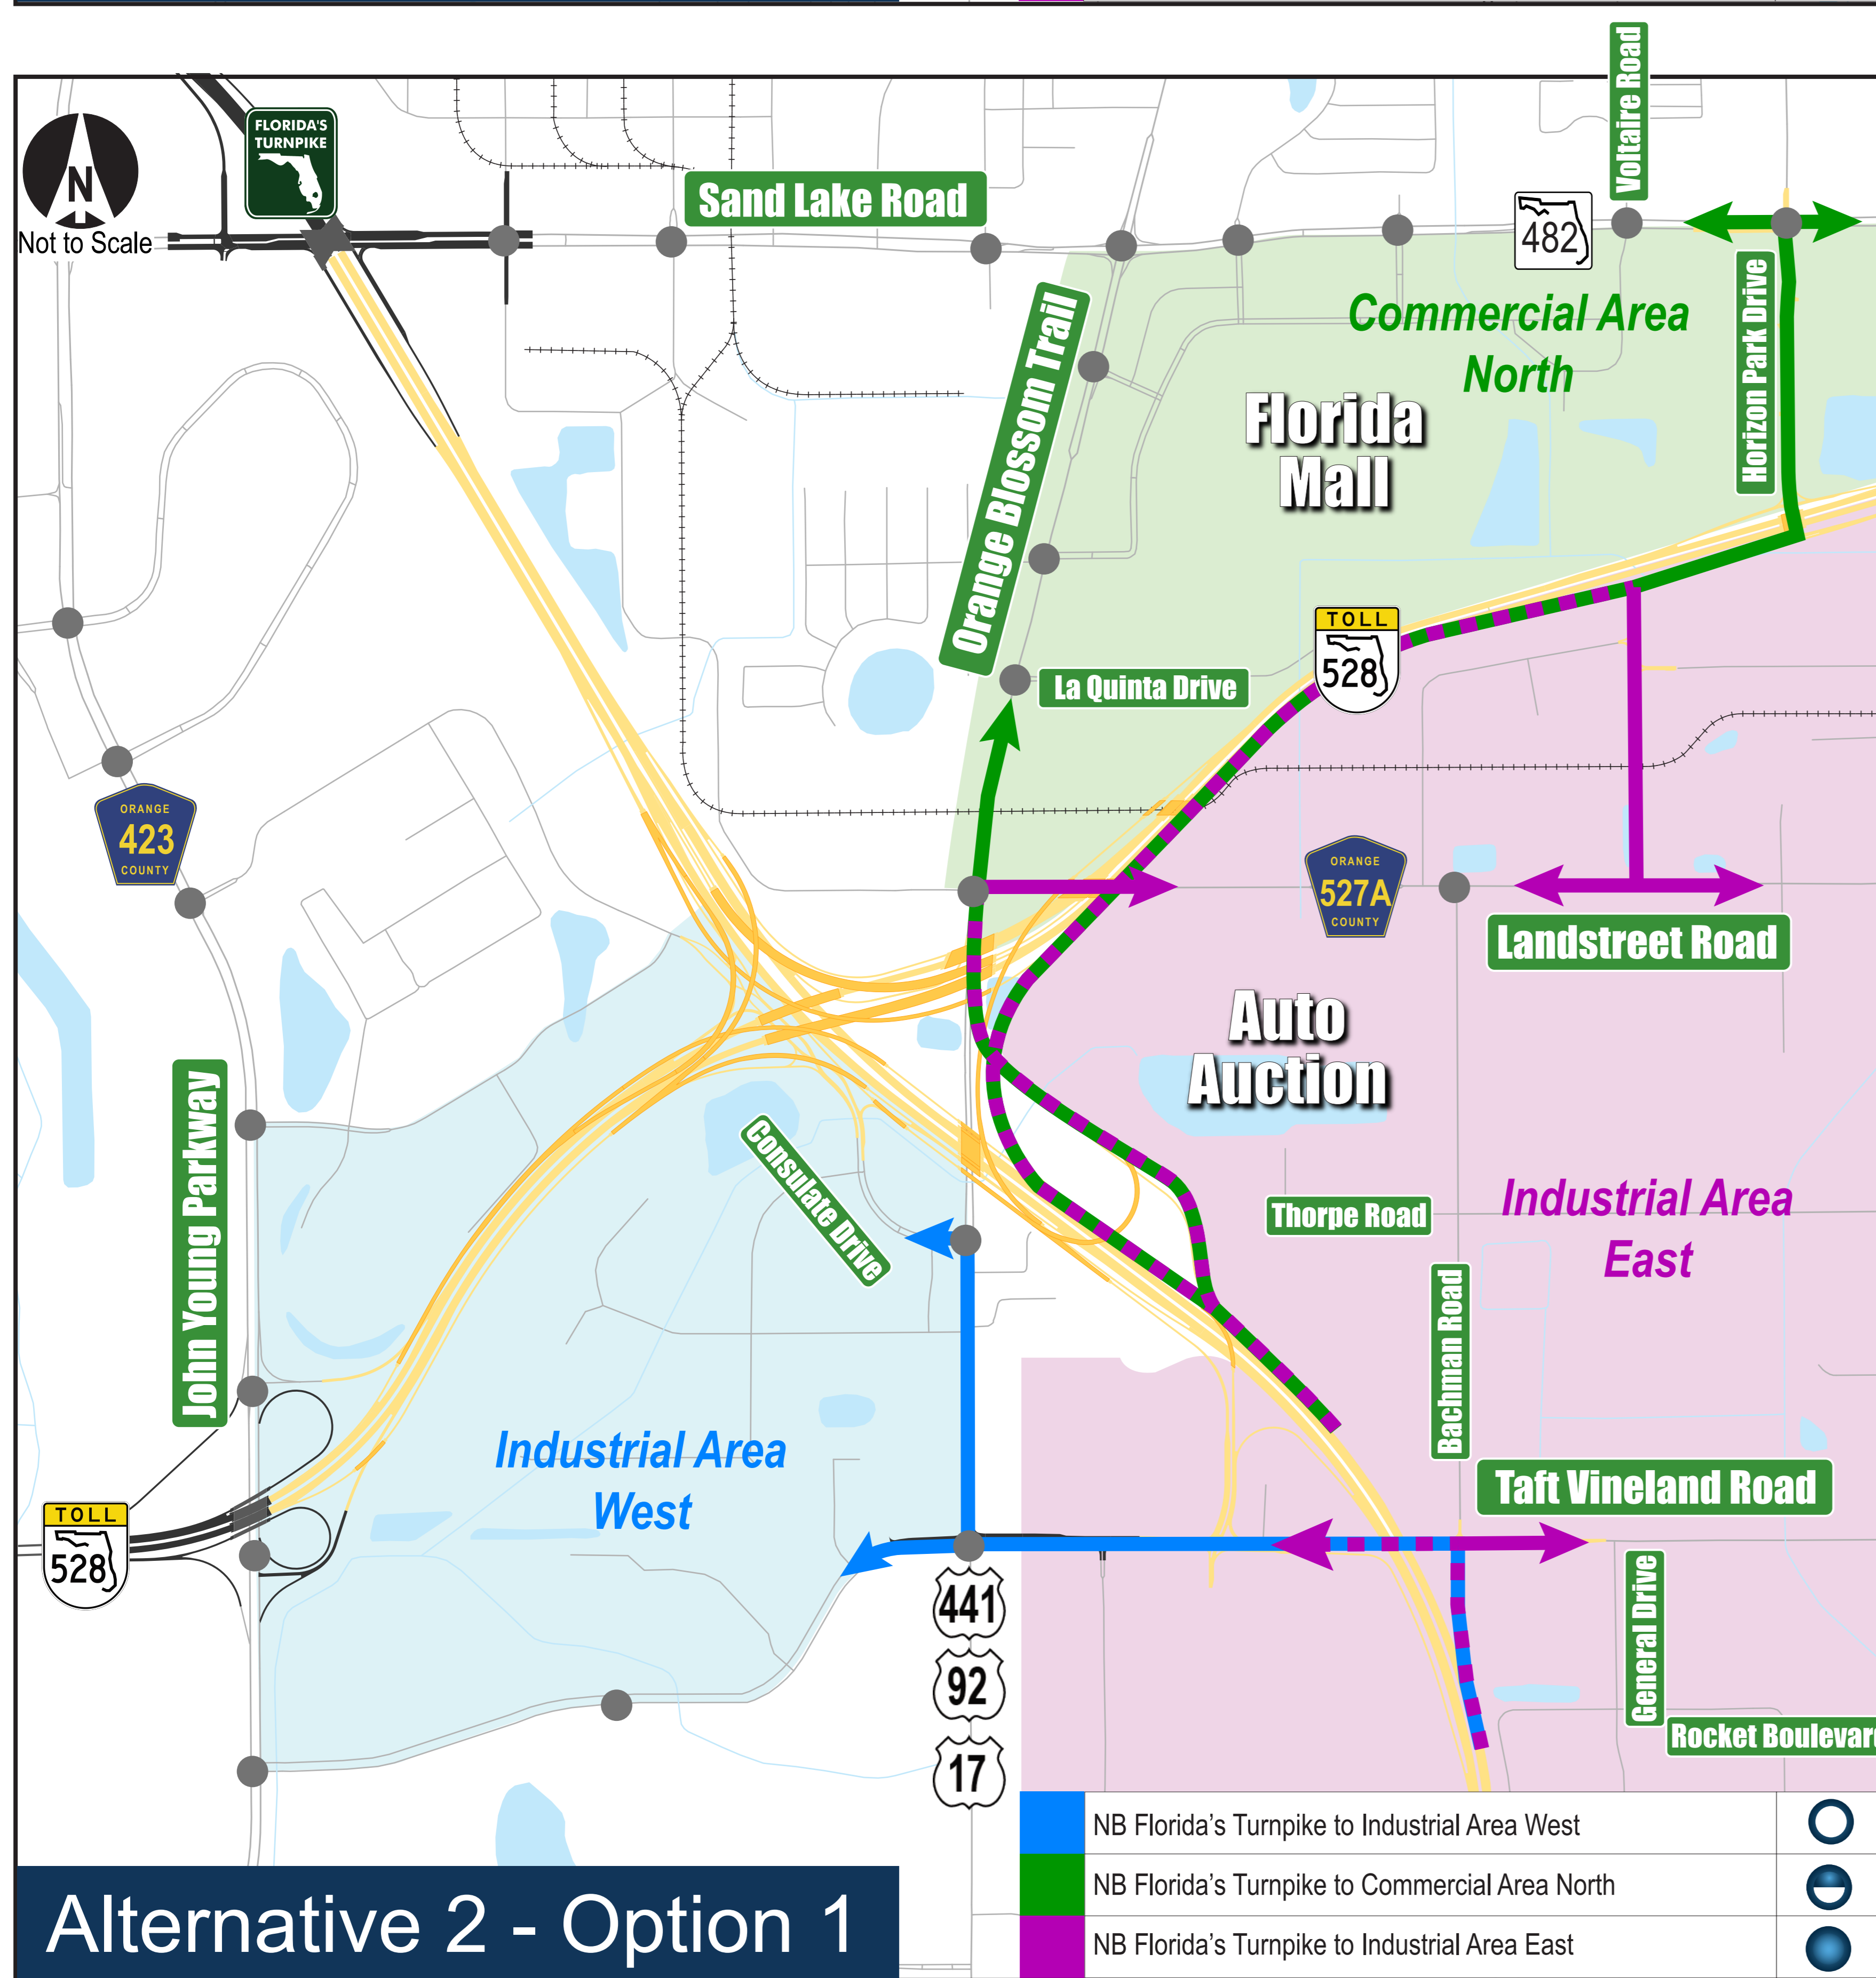 Voltaire Road
FLORIDA'S
TURNPIKE
N
Not to Scale
Sand Lake Road
482
Commercial Area
North
Horizon Park Drive
Florida
Mall
Orange Blossom Trail
TOLL
528
La Quinta Drive
ORANGE
423
COUNTY
ORANGE
527A
COUNTY
Landstreet Road
Auto
Auction
John Young Parkway
Consulate Drive
Thorpe Road
Industrial Area
East
Bachman Road
Industrial Area
West
Taft Vineland Road
TOLL
528
441
92
17
General Drive
Rocket Boulevard
NB Florida's Turnpike to Industrial Area West
NB Florida's Turnpike to Commercial Area North
NB Florida's Turnpike to Industrial Area East
Alternative 2 - Option 1